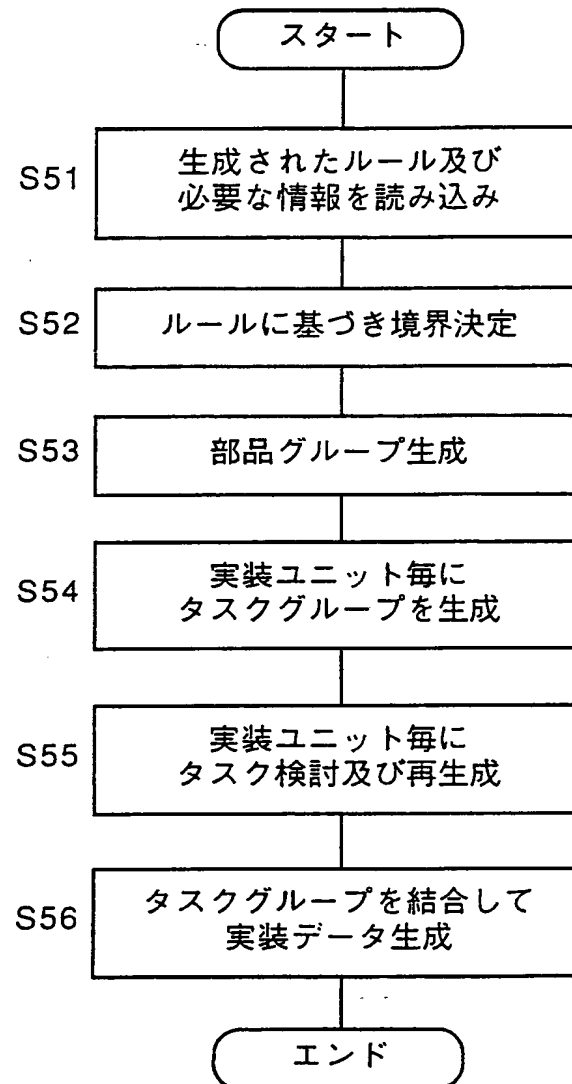 スタート
S51
生成されたルール及び
必要な情報を読み込み
S52
ルールに基づき境界決定
S53
部品グループ生成
S54
実装ユニット毎に
タスクグループを生成
S55
実装ユニット毎に
タスク検討及び再生成
S56
タスクグループを結合して
実装データ生成
エンド